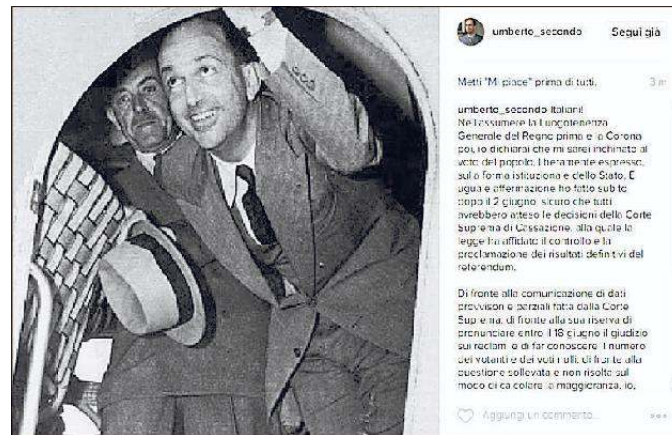 umberto_secondo Segui già
Metti "Mi piace" prima di tutti. 3 m
umberto_secondo Italiani!
Nell'assumere la Luogotenenza
Generale del Regno prima e la Corona
poi, io dichiarai che mi sarei inchinato al
voto del popolo, liberamente espresso,
sulla forma istituzionale dello Stato. E
uguale affermazione ho fatto subito
dopo il 2 giugno, sicuro che tutti
avrebbero atteso le decisioni della Corte
Suprema di Cassazione, alla quale la
legge ha affidato il controllo e la
proclamazione dei risultati definitivi del
referendum.
Di fronte alla comunicazione di dati
provvisori e parziali fatta dalla Corte
Suprema; di fronte alla sua riserva di
pronunciare entro il 18 giugno il giudizio
sui reclami e di far conoscere il numero
dei votanti e dei voti nulli; di fronte alla
questione sollevata e non risolta sul
modo di calcolare la maggioranza, io,
Aggiungi un commento...